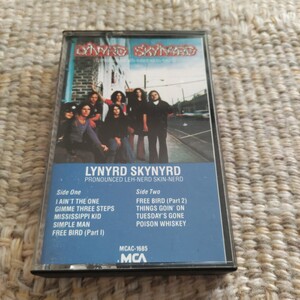 LYNYRD SKYNYRD
LYNYRD SKYNYRD
PRONOUNCED LEH-NERD SKIN-NERD
Side One
I AIN'T THE ONE
GIMME THREE STEPS
MISSISSIPPI KID
SIMPLE MAN
FREE BIRD (Part I)
Side Two
FREE BIRD (Part 2)
THINGS GOIN' ON
TUESDAY'S GONE
POISON WHISKEY
MCAC-1685
MCA